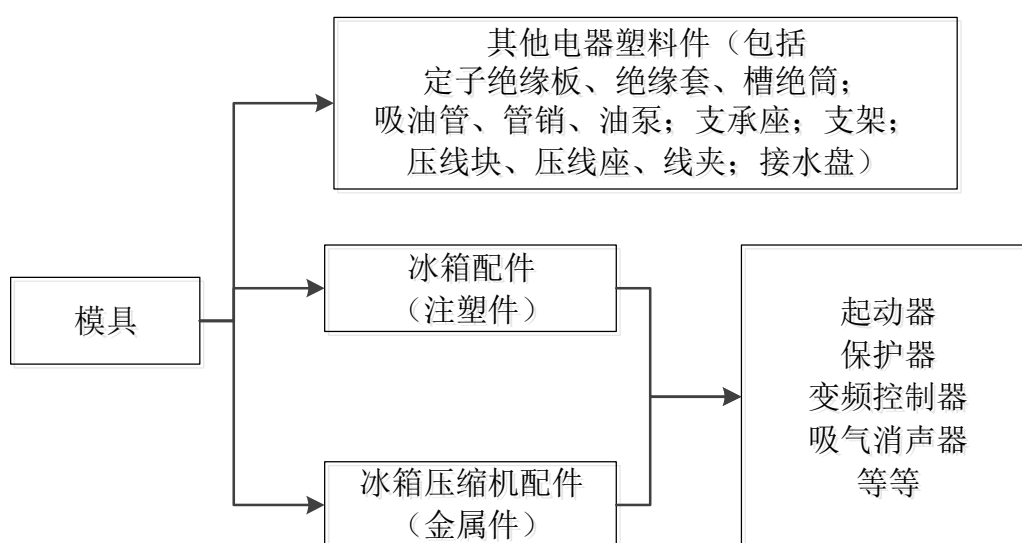 其他电器塑料件（包括
定子绝缘板、绝缘套、槽绝筒；
吸油管、管销、油泵；支承座；支架；
压线块、压线座、线夹；接水盘）
模具
冰箱配件
（注塑件）
冰箱压缩机配件
（金属件）
起动器
保护器
变频控制器
吸气消声器
等等